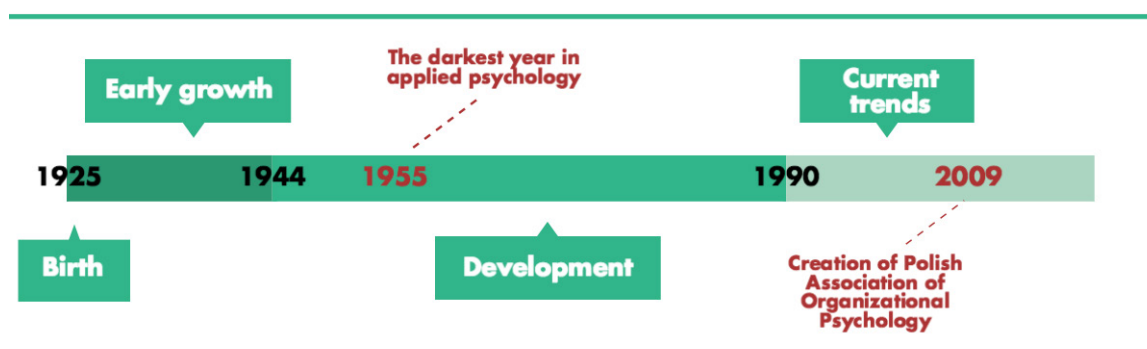 The darkest year in
applied psychology
Early growth
Current
trends
1925
1944
1955
1990
2009
Birth
Development
Creation of Polish
Association of
Organizational
Psychology